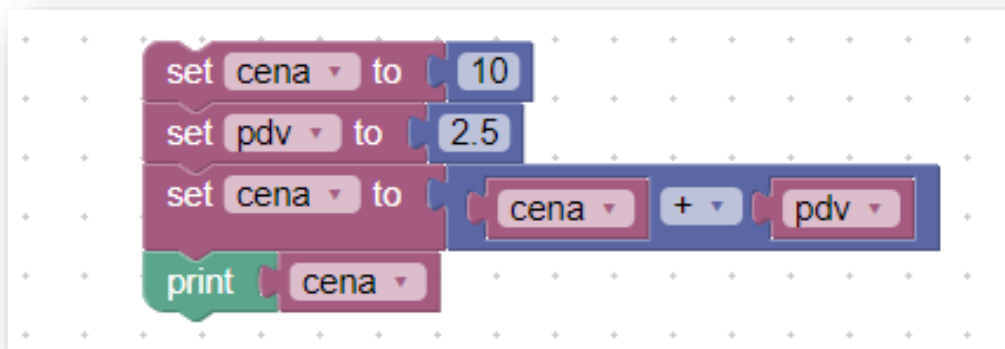 set cena to 10
set pdv to 2.5
set cena to cena + pdv
print cena